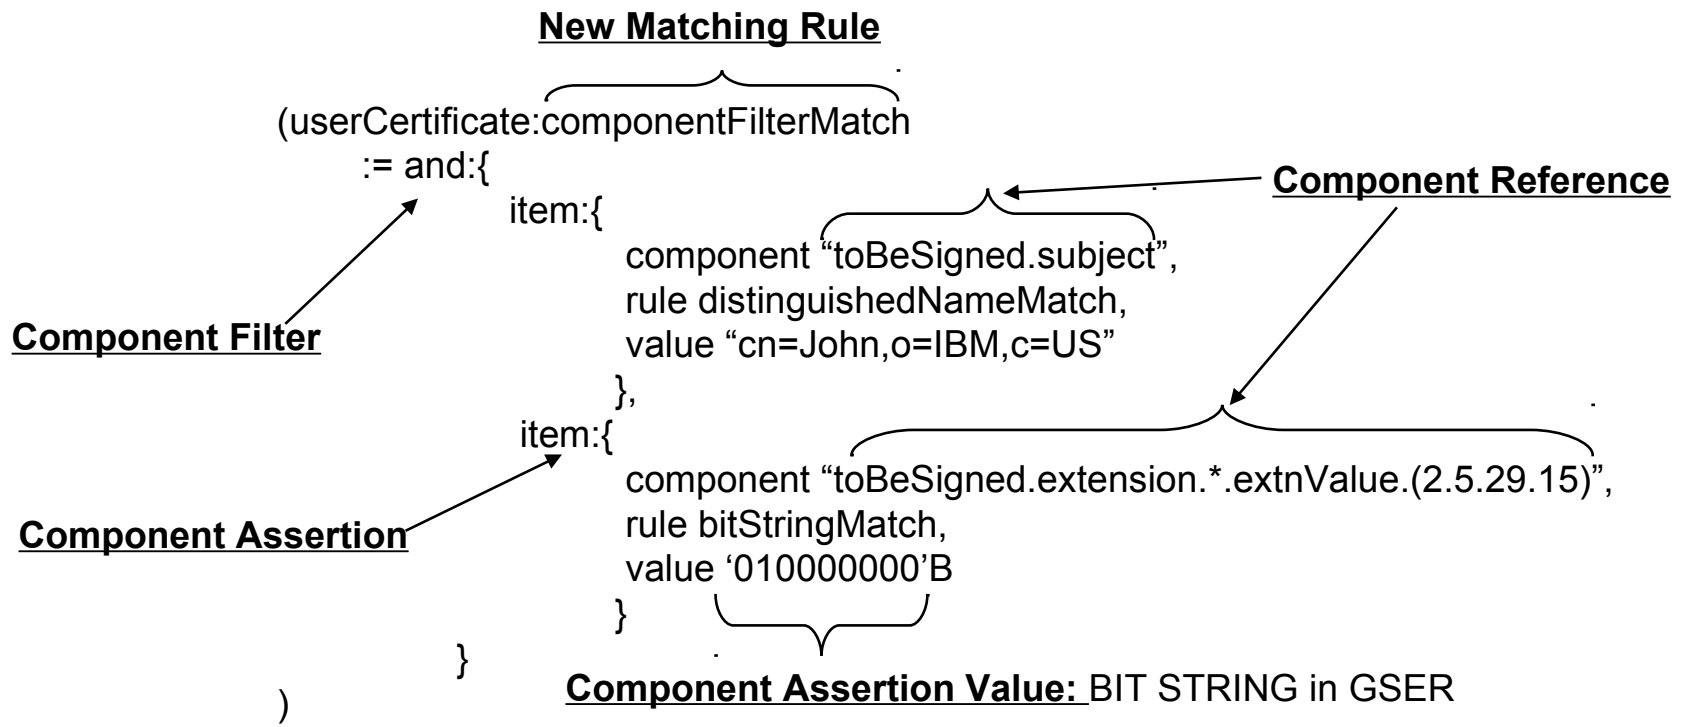 New Matching Rule
(userCertificate:componentFilterMatch
:= and:{
Component Reference
item:{
component “toBeSigned.subject”,
rule distinguishedNameMatch,
Component Filter
value “cn=John,o=IBM,c=US”
},
item:{
component “toBeSigned.extension.*.extnValue.(2.5.29.15)”,
rule bitStringMatch,
Component Assertion
value ‘010000000’B
}
}
Component Assertion Value: BIT STRING in GSER
)